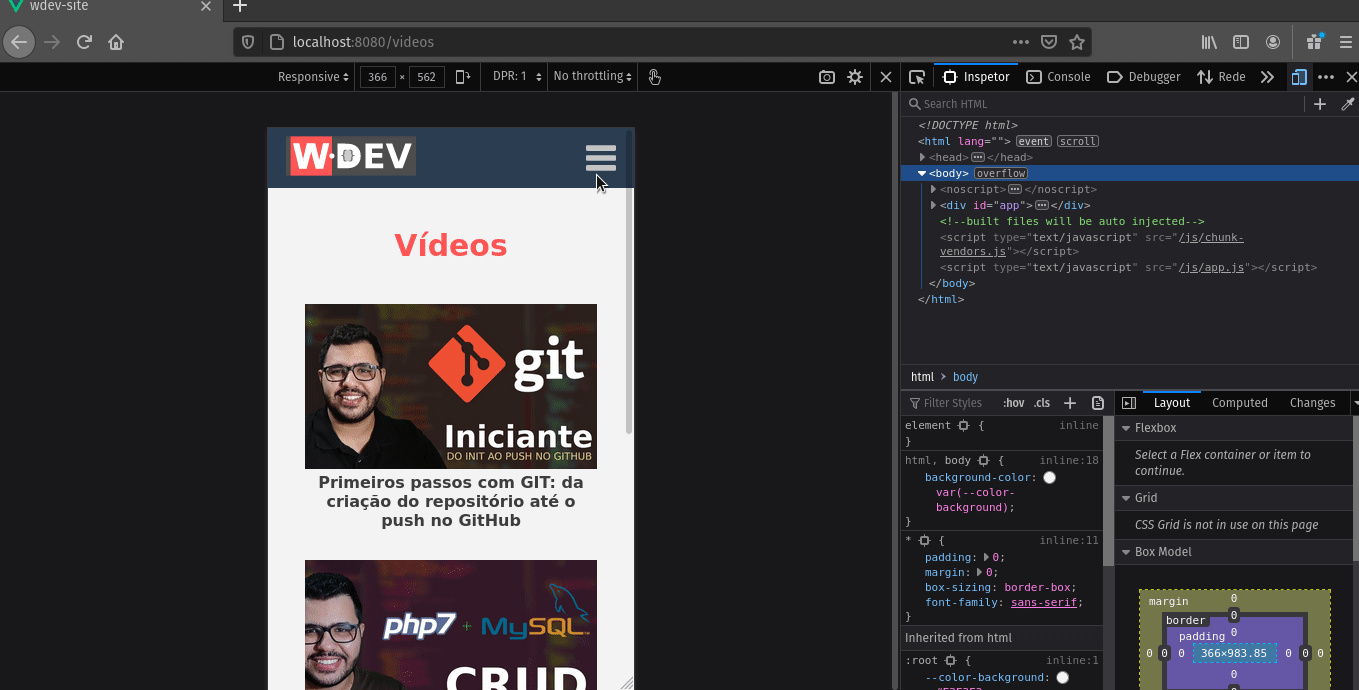 wdev-site
localhost:8080/videos
Responsive 366 × 562 DPR: 1 No throttling
Inspetor Console Debugger Rede
Search HTML
<!DOCTYPE html>
<html lang=""> event scroll
<head> </head>
<body> overflow
<noscript> </noscript>
<div id="app"> </div>
<!--built files will be auto injected-->
<script type="text/javascript" src="/js/chunk-
vendors.js"></script>
<script type="text/javascript" src="/js/app.js"></script>
</body>
</html>
html > body
W·DEV
Vídeos
git
Iniciante
DO INIT AO PUSH NO GITHUB
Primeiros passos com GIT: da
criação do repositório até o
push no GitHub
php7 + MySQL
CRUD
Filter Styles :hov .cls
element { inline
}
html, body { inline:18
background-color:
var(--color-
background);
}
* { inline:11
padding: 0;
margin: 0;
box-sizing: border-box;
font-family: sans-serif;
}
Inherited from html
:root { inline:1
--color-background:
Layout Computed Changes
Flexbox
Select a Flex container or item to
continue.
Grid
CSS Grid is not in use on this page
Box Model
margin 0
border 0
padding 0
0 0 0 366×983.85 0 0 0
0